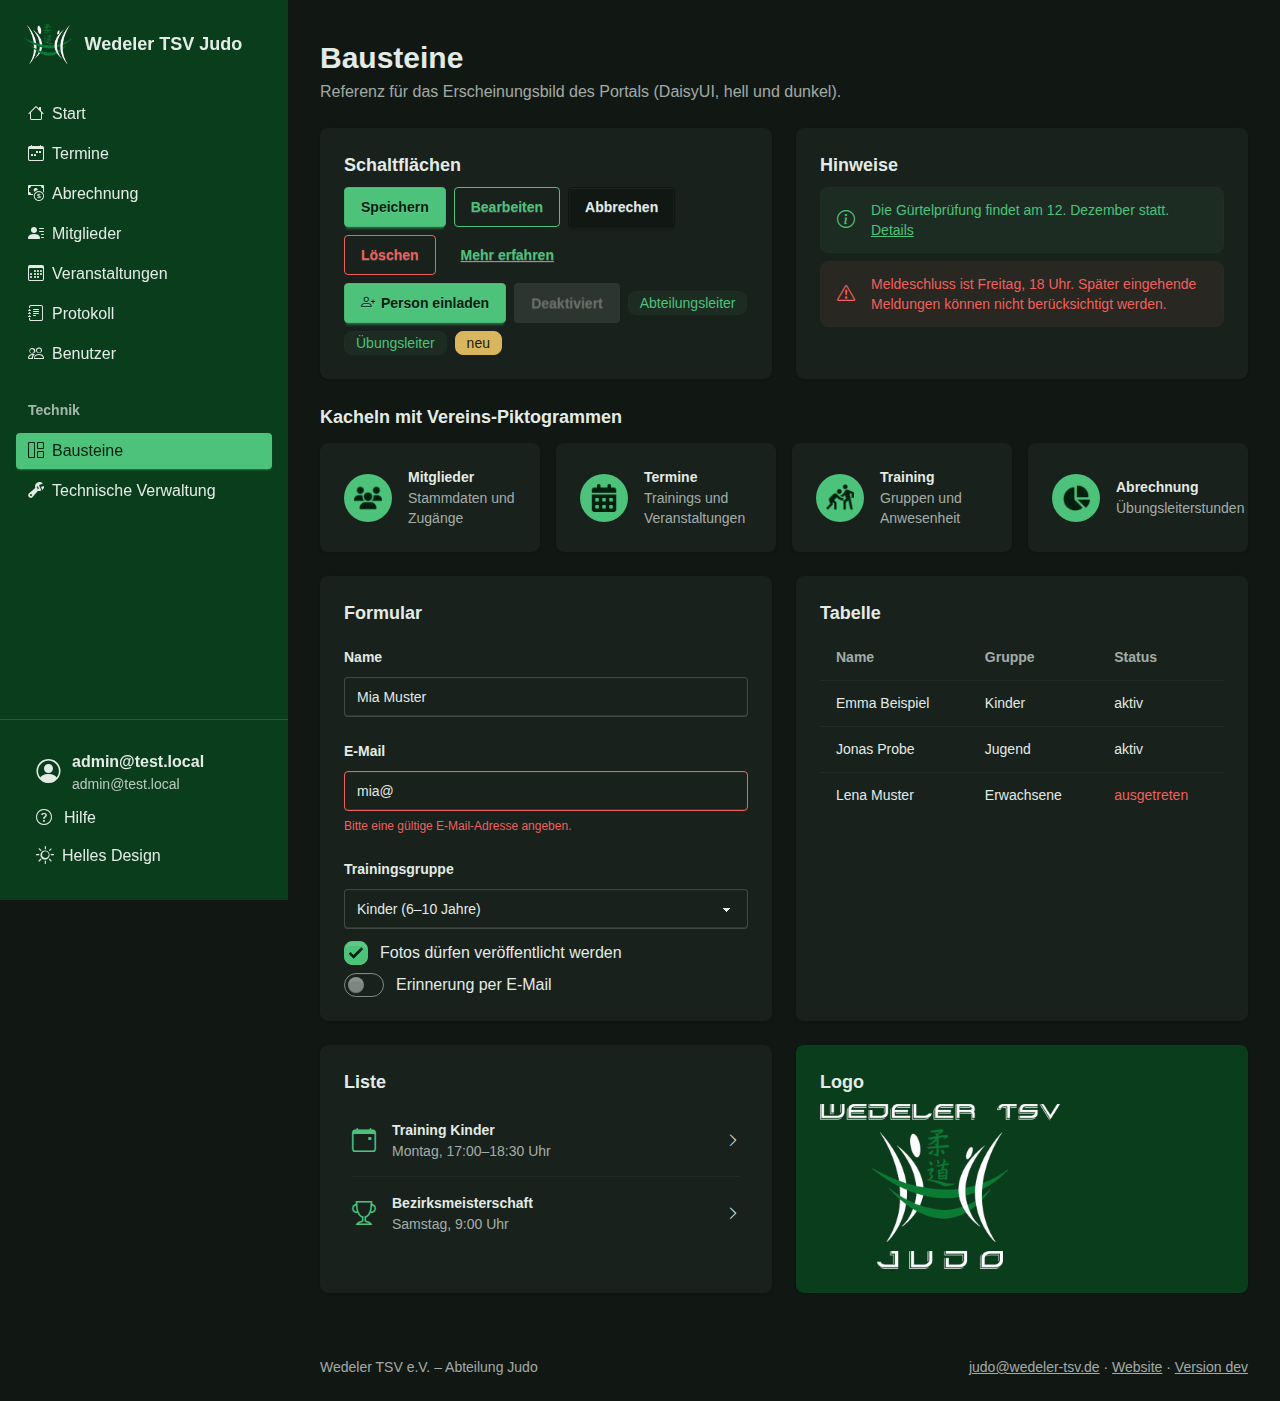 Wedeler TSV Judo
Start
Termine
Abrechnung
Mitglieder
Veranstaltungen
Protokoll
Benutzer
Technik
Bausteine
Technische Verwaltung
admin@test.local
admin@test.local
Hilfe
Helles Design
Bausteine
Referenz für das Erscheinungsbild des Portals (DaisyUI, hell und dunkel).
Schaltflächen
Speichern
Bearbeiten
Abbrechen
Löschen
Mehr erfahren
Person einladen
Deaktiviert
Abteilungsleiter
Übungsleiter
neu
Hinweise
Die Gürtelprüfung findet am 12. Dezember statt.
Details
Meldeschluss ist Freitag, 18 Uhr. Später eingehende
Meldungen können nicht berücksichtigt werden.
Kacheln mit Vereins-Piktogrammen
Mitglieder
Stammdaten und
Zugänge
Termine
Trainings und
Veranstaltungen
Training
Gruppen und
Anwesenheit
Abrechnung
Übungsleiterstunden
Formular
Name
Mia Muster
E-Mail
mia@
Bitte eine gültige E-Mail-Adresse angeben.
Trainingsgruppe
Kinder (6–10 Jahre)
Fotos dürfen veröffentlicht werden
Erinnerung per E-Mail
Tabelle
Name Gruppe Status
Emma Beispiel Kinder aktiv
Jonas Probe Jugend aktiv
Lena Muster Erwachsene ausgetreten
Liste
Training Kinder
Montag, 17:00–18:30 Uhr
Bezirksmeisterschaft
Samstag, 9:00 Uhr
Logo
WEDELER TSV
柔
道
JUDO
Wedeler TSV e.V. – Abteilung Judo
judo@wedeler-tsv.de · Website · Version dev